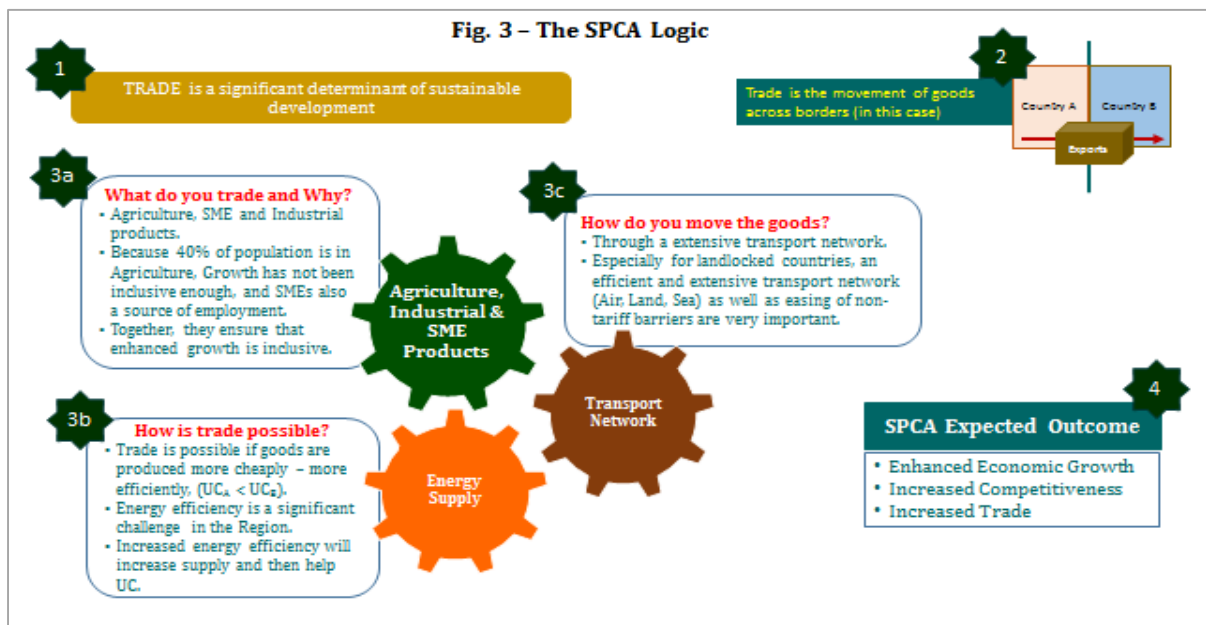 Fig. 3 – The SPCA Logic
1
TRADE is a significant determinant of sustainable
development
2
Trade is the movement of goods
across borders (in this case)
Country A
Country B
Exports
3a
What do you trade and Why?
• Agriculture, SME and Industrial
products.
• Because 40% of population is in
Agriculture, Growth has not been
inclusive enough, and SMEs also
a source of employment.
• Together, they ensure that
enhanced growth is inclusive.
Agriculture,
Industrial &
SME
Products
3c
How do you move the goods?
• Through a extensive transport network.
• Especially for landlocked countries, an
efficient and extensive transport network
(Air, Land, Sea) as well as easing of non-
tariff barriers are very important.
Transport
Network
3b
How is trade possible?
• Trade is possible if goods are
produced more cheaply – more
efficiently, (UCA < UCB).
• Energy efficiency is a significant
challenge in the Region.
• Increased energy efficiency will
increase supply and then help
UC.
Energy
Supply
4
SPCA Expected Outcome
• Enhanced Economic Growth
• Increased Competitiveness
• Increased Trade